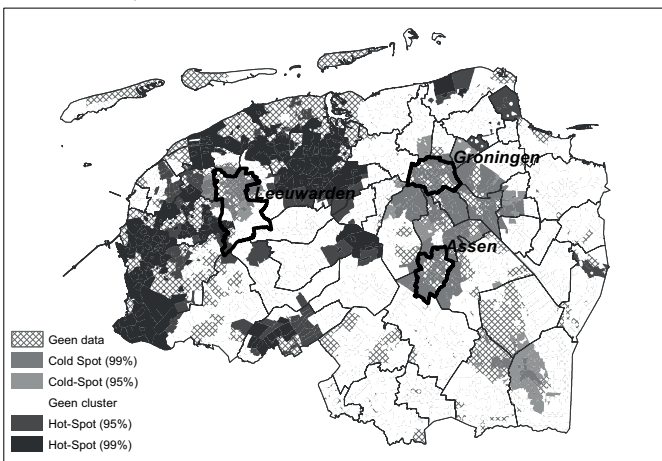 Groningen
Leeuwarden
Assen
Geen data
Cold Spot (99%)
Cold-Spot (95%)
Geen cluster
Hot-Spot (95%)
Hot-Spot (99%)